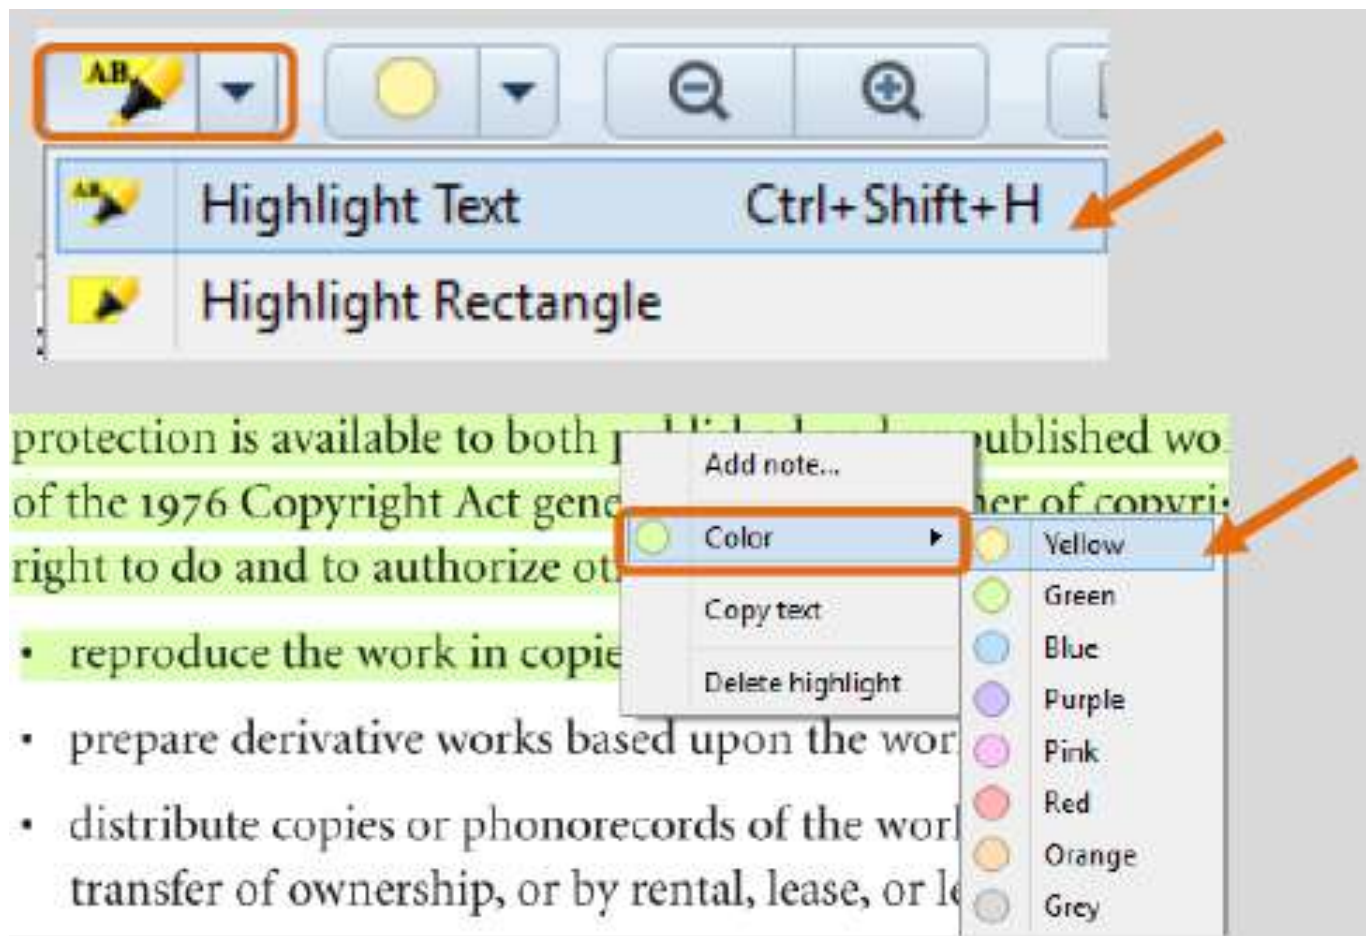 AB
Highlight Text Ctrl+Shift+H
Highlight Rectangle
protection is available to both ublished wo
Add note...
of the 1976 Copyright Act gene er of copyri
Color
Yellow
right to do and to authorize ot
Green
Copy text
reproduce the work in copie
Blue
Delete highlight
Purple
• prepare derivative works based upon the wor
Pink
Red
• distribute copies or phonorecords of the worl
Orange
transfer of ownership, or by rental, lease, or le
Grey